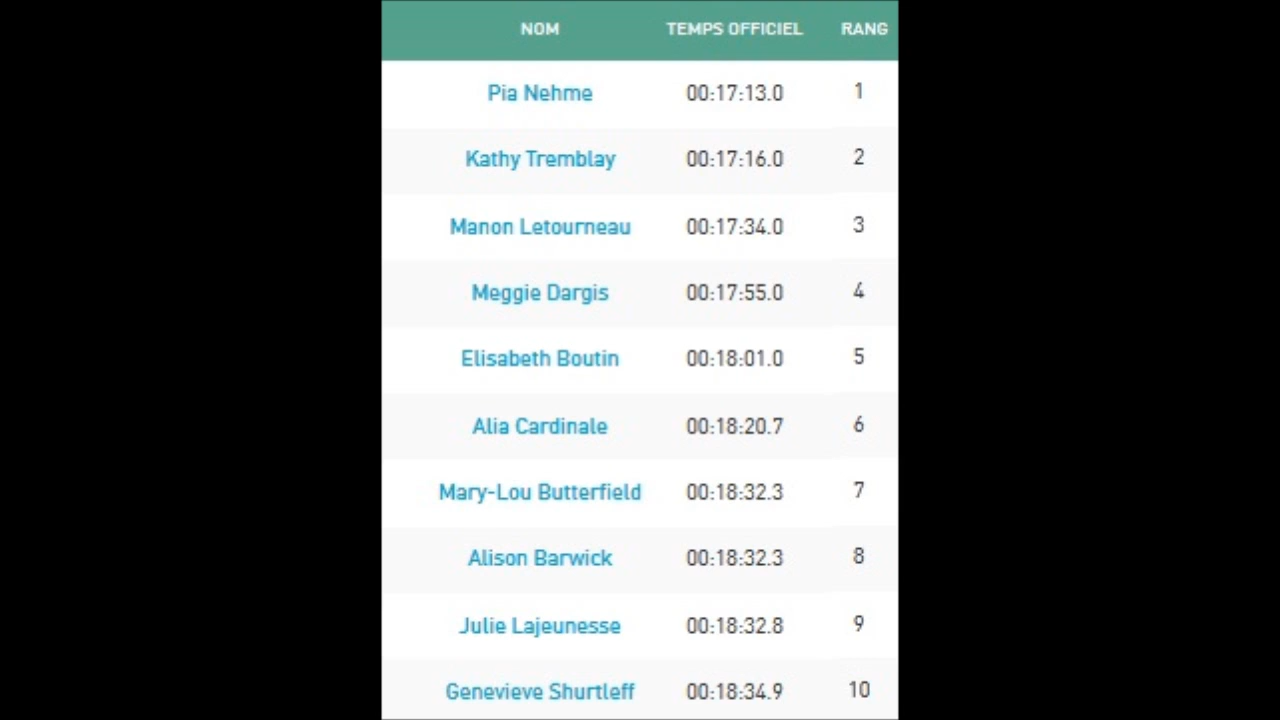 NOM TEMPS OFFICIEL RANG
Pia Nehme 00:17:13.0 1
Kathy Tremblay 00:17:16.0 2
Manon Letourneau 00:17:34.0 3
Meggie Dargis 00:17:55.0 4
Elisabeth Boutin 00:18:01.0 5
Alia Cardinale 00:18:20.7 6
Mary-Lou Butterfield 00:18:32.3 7
Alison Barwick 00:18:32.3 8
Julie Lajeunesse 00:18:32.8 9
Genevieve Shurtleff 00:18:34.9 10